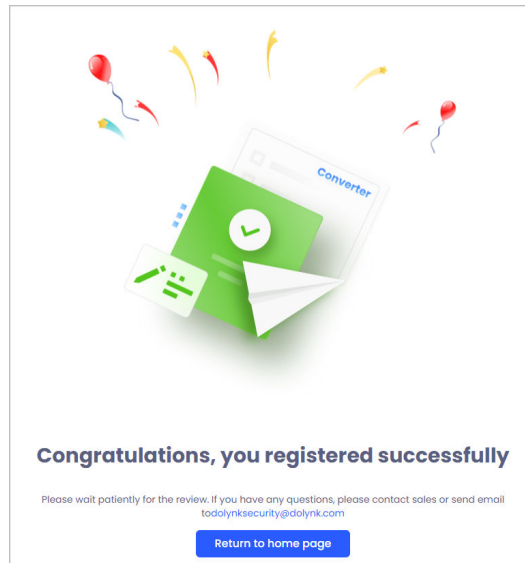 Converter
Congratulations, you registered successfully
Please wait patiently for the review. If you have any questions, please contact sales or send email
todolynksecurity@dolynk.com
Return to home page